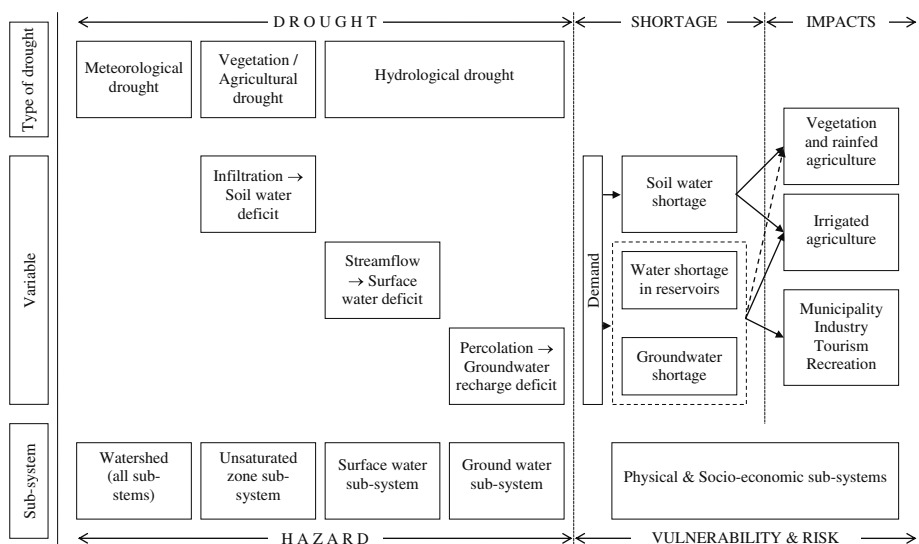 D R O U G H T
SHORTAGE
IMPACTS
Type of drought
Meteorological
drought
Vegetation /
Agricultural
drought
Hydrological drought
Vegetation
and rainfed
agriculture
Variable
Infiltration →
Soil water
deficit
Streamflow
→ Surface
water deficit
Percolation →
Groundwater
recharge deficit
Demand
Soil water
shortage
Water shortage
in reservoirs
Groundwater
shortage
Irrigated
agriculture
Municipality
Industry
Tourism
Recreation
Sub-system
Watershed
(all sub-
stems)
Unsaturated
zone sub-
system
Surface water
sub-system
Ground water
sub-system
Physical & Socio-economic sub-systems
H A Z A R D
VULNERABILITY & RISK